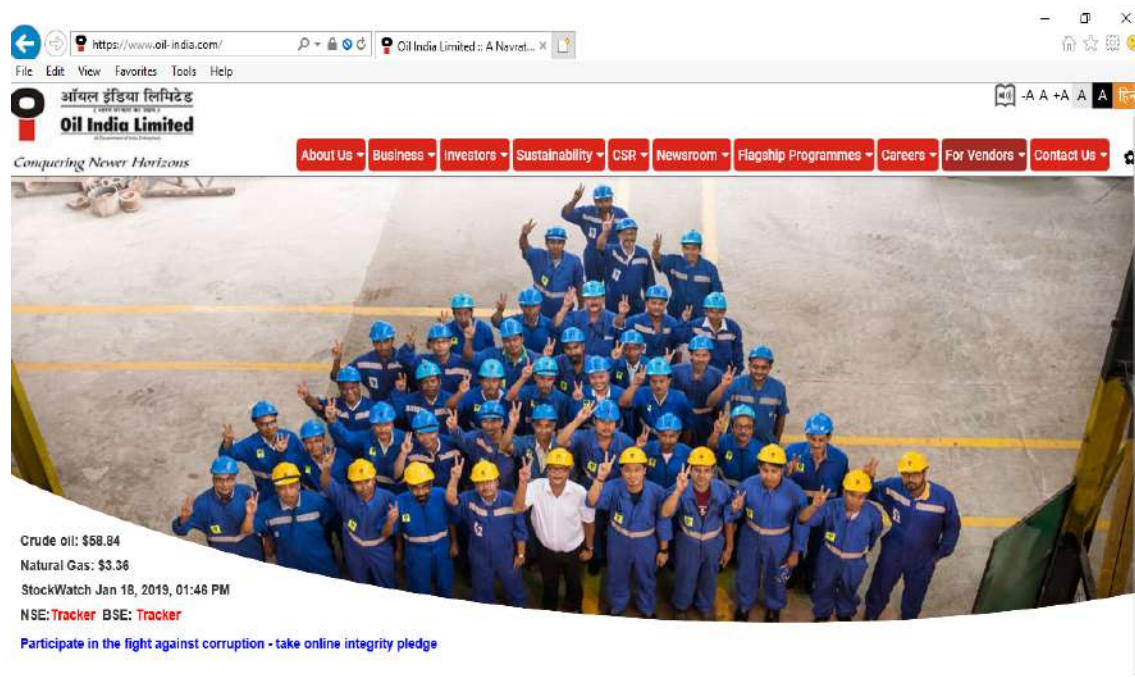 https://www.oil-india.com/
Oil India Limited :: A Navrat...
File Edit View Favorites Tools Help
ऑयल इंडिया लिमिटेड
Oil India Limited
Conquering Newer Horizons
-A A +A A A
About Us Business Investors Sustainability CSR Newsroom Flagship Programmes Careers For Vendors Contact Us
Crude oil: $58.84
Natural Gas: $3.36
StockWatch Jan 18, 2019, 01:46 PM
NSE:Tracker BSE: Tracker
Participate in the fight against corruption - take online integrity pledge